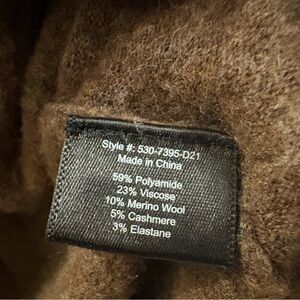 Style #: 530-7395-D21
Made in China
59% Polyamide
23% Viscose
10% Merino Wool
5% Cashmere
3% Elastane